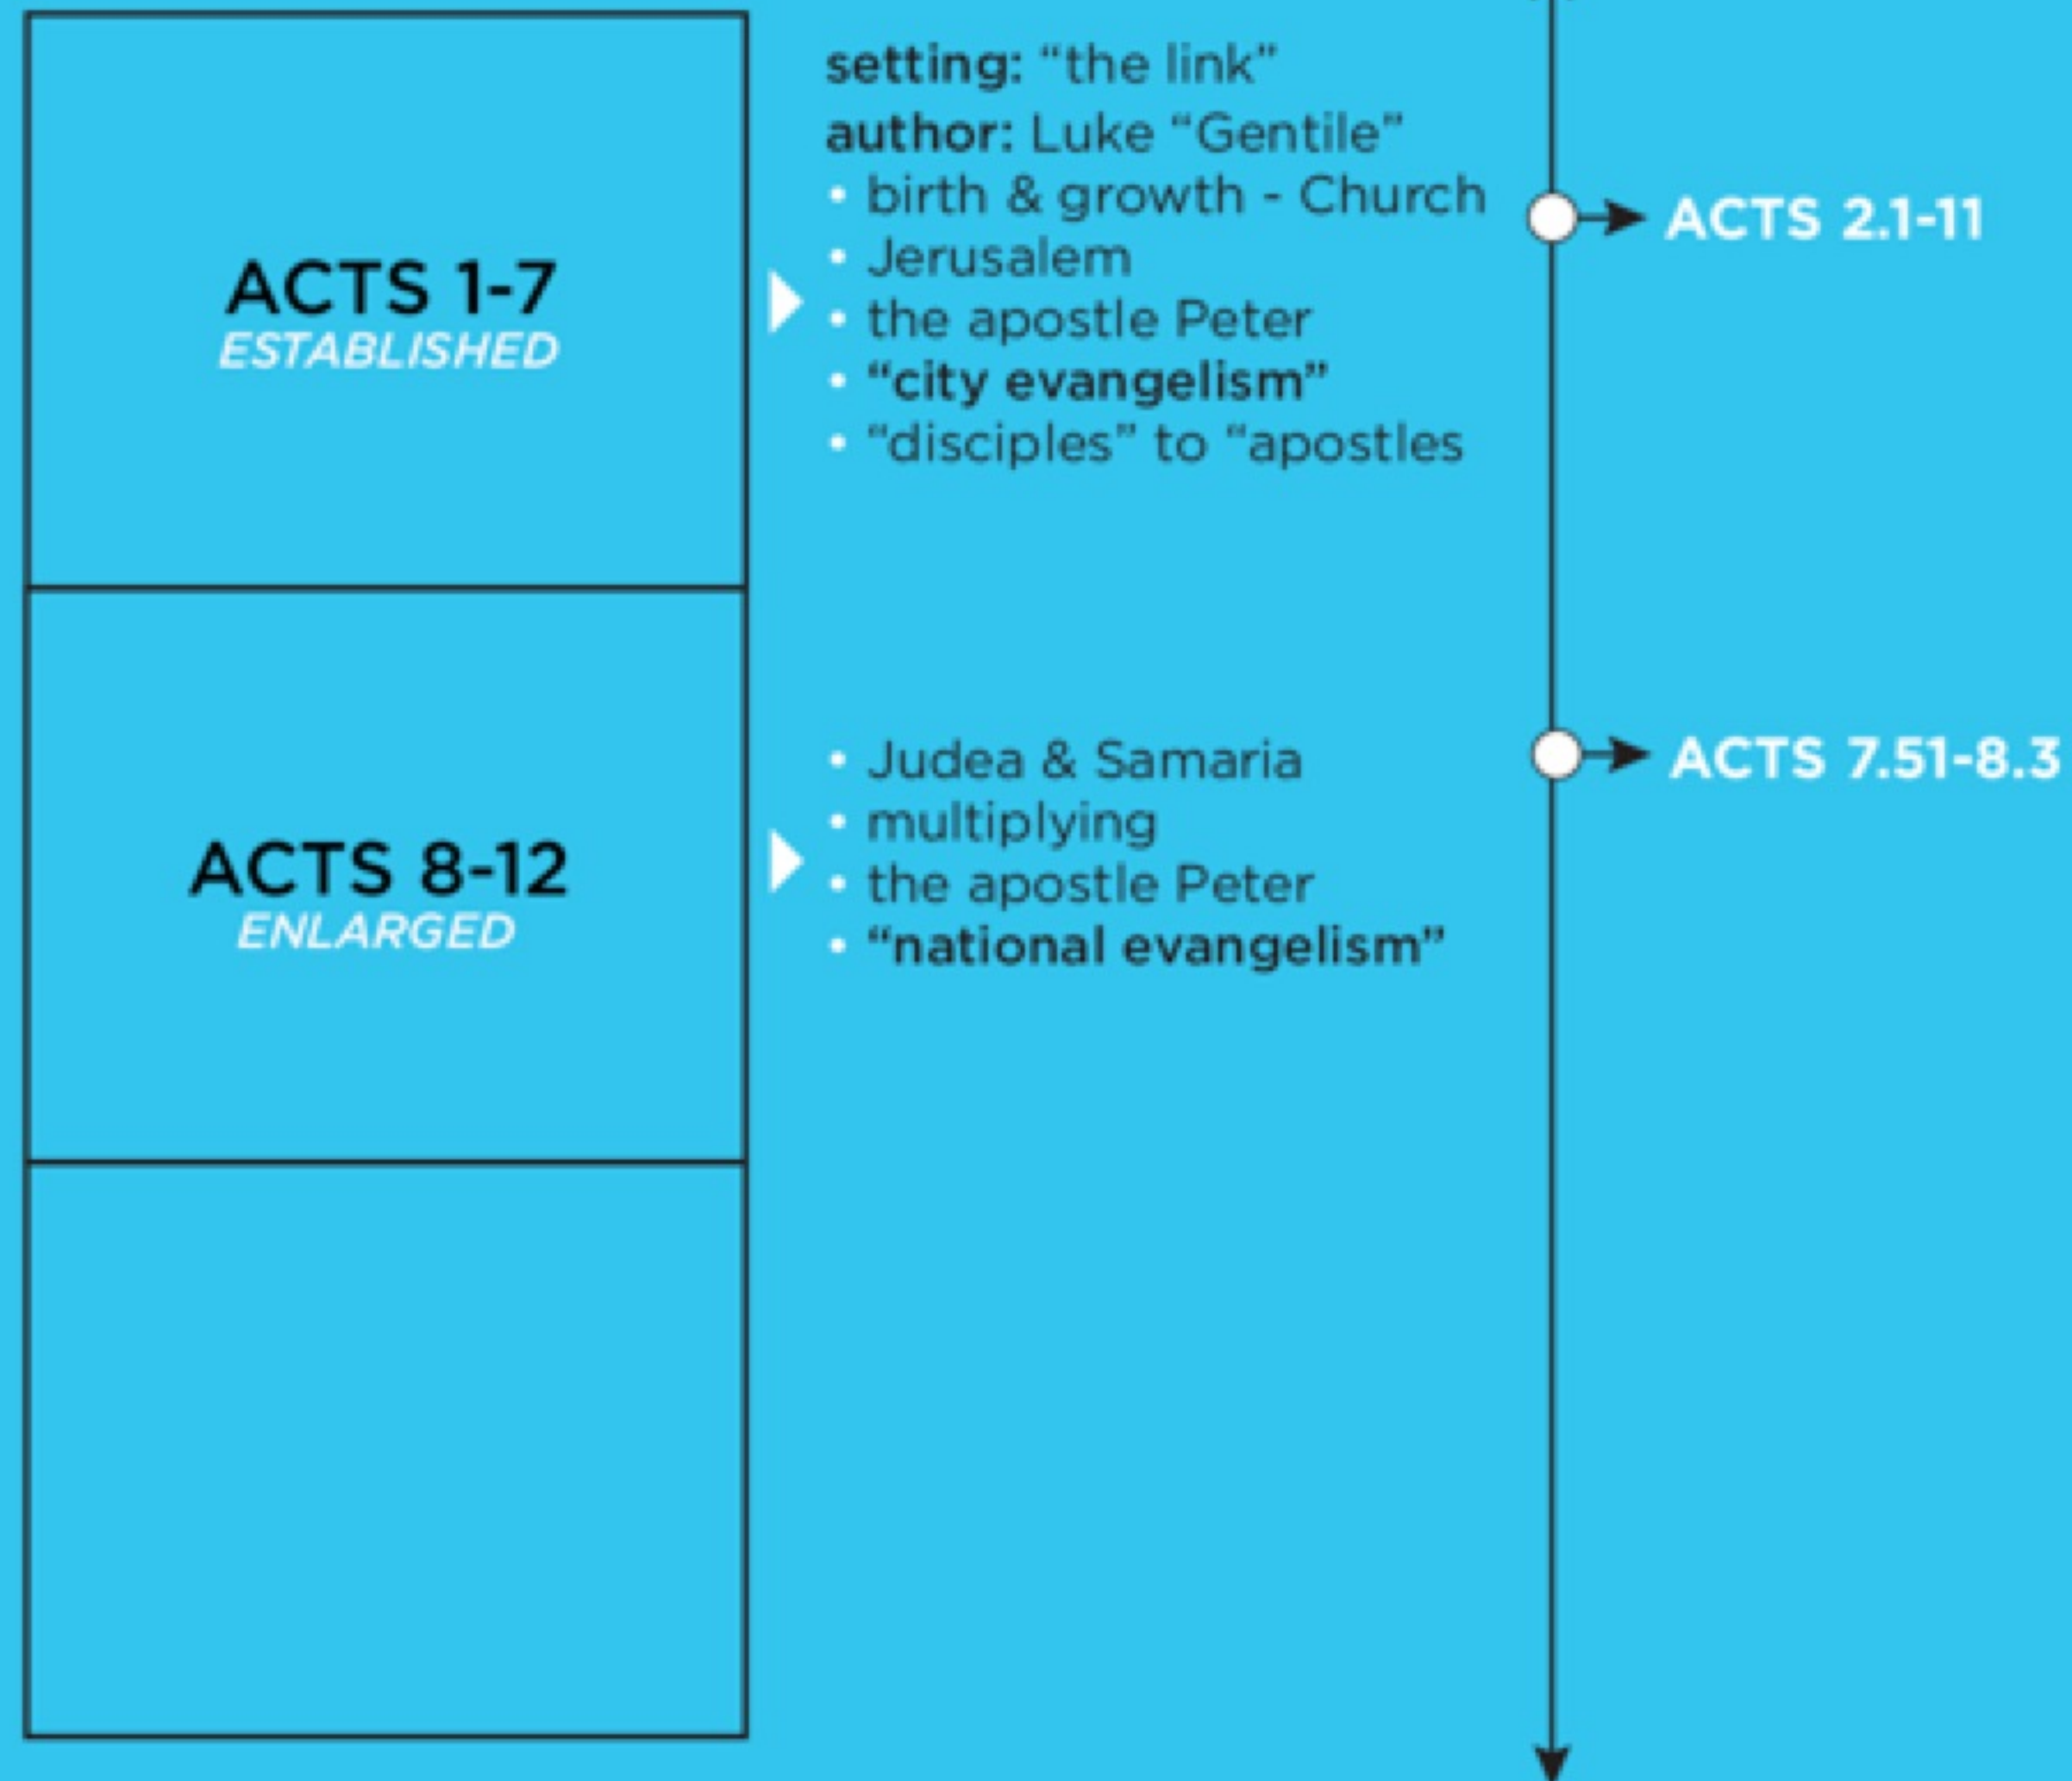 setting: “the link”
author: Luke “Gentile”
• birth & growth - Church
• Jerusalem
• the apostle Peter
• “city evangelism”
• “disciples” to “apostles
ACTS 1-7
ESTABLISHED
ACTS 2.1-11
• Judea & Samaria
• multiplying
• the apostle Peter
• “national evangelism”
ACTS 8-12
ENLARGED
ACTS 7.51-8.3